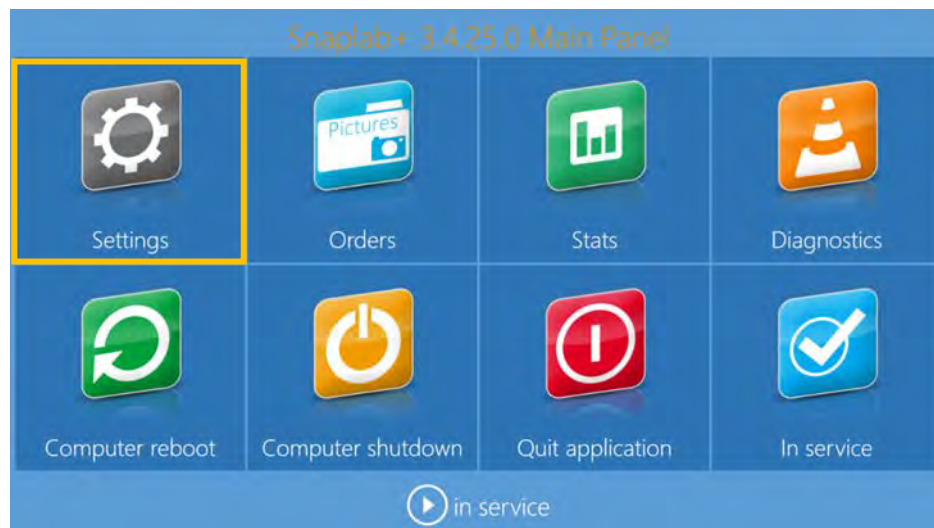 Snaplab+ 3.4.25.0 Main Panel
Pictures
Settings
Orders
Stats
Diagnostics
Computer reboot
Computer shutdown
Quit application
In service
in service